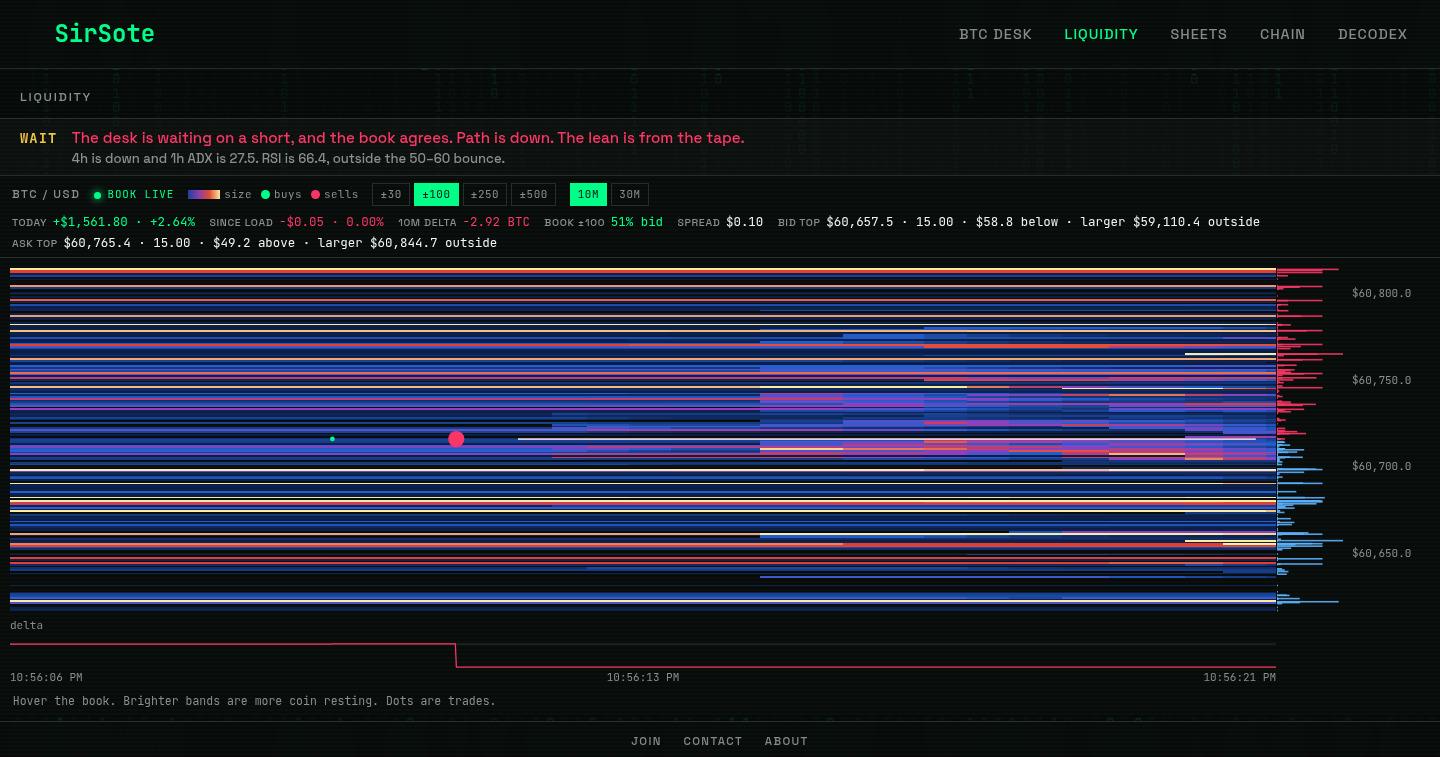 SirSote
BTC DESK LIQUIDITY SHEETS CHAIN DECODEX
LIQUIDITY
WAIT The desk is waiting on a short, and the book agrees. Path is down. The lean is from the tape.
4h is down and 1h ADX is 27.5. RSI is 66.4, outside the 50–60 bounce.
BTC / USD BOOK LIVE size buys sells ±30 ±100 ±250 ±500 10M 30M
TODAY +$1,561.80 · +2.64% SINCE LOAD -$0.05 · 0.00% 10M DELTA -2.92 BTC BOOK ±100 51% bid SPREAD $0.10 BID TOP $60,657.5 · 15.00 · $58.8 below · larger $59,110.4 outside
ASK TOP $60,765.4 · 15.00 · $49.2 above · larger $60,844.7 outside
$60,800.0
$60,750.0
$60,700.0
$60,650.0
delta
10:56:06 PM 10:56:13 PM 10:56:21 PM
Hover the book. Brighter bands are more coin resting. Dots are trades.
JOIN CONTACT ABOUT